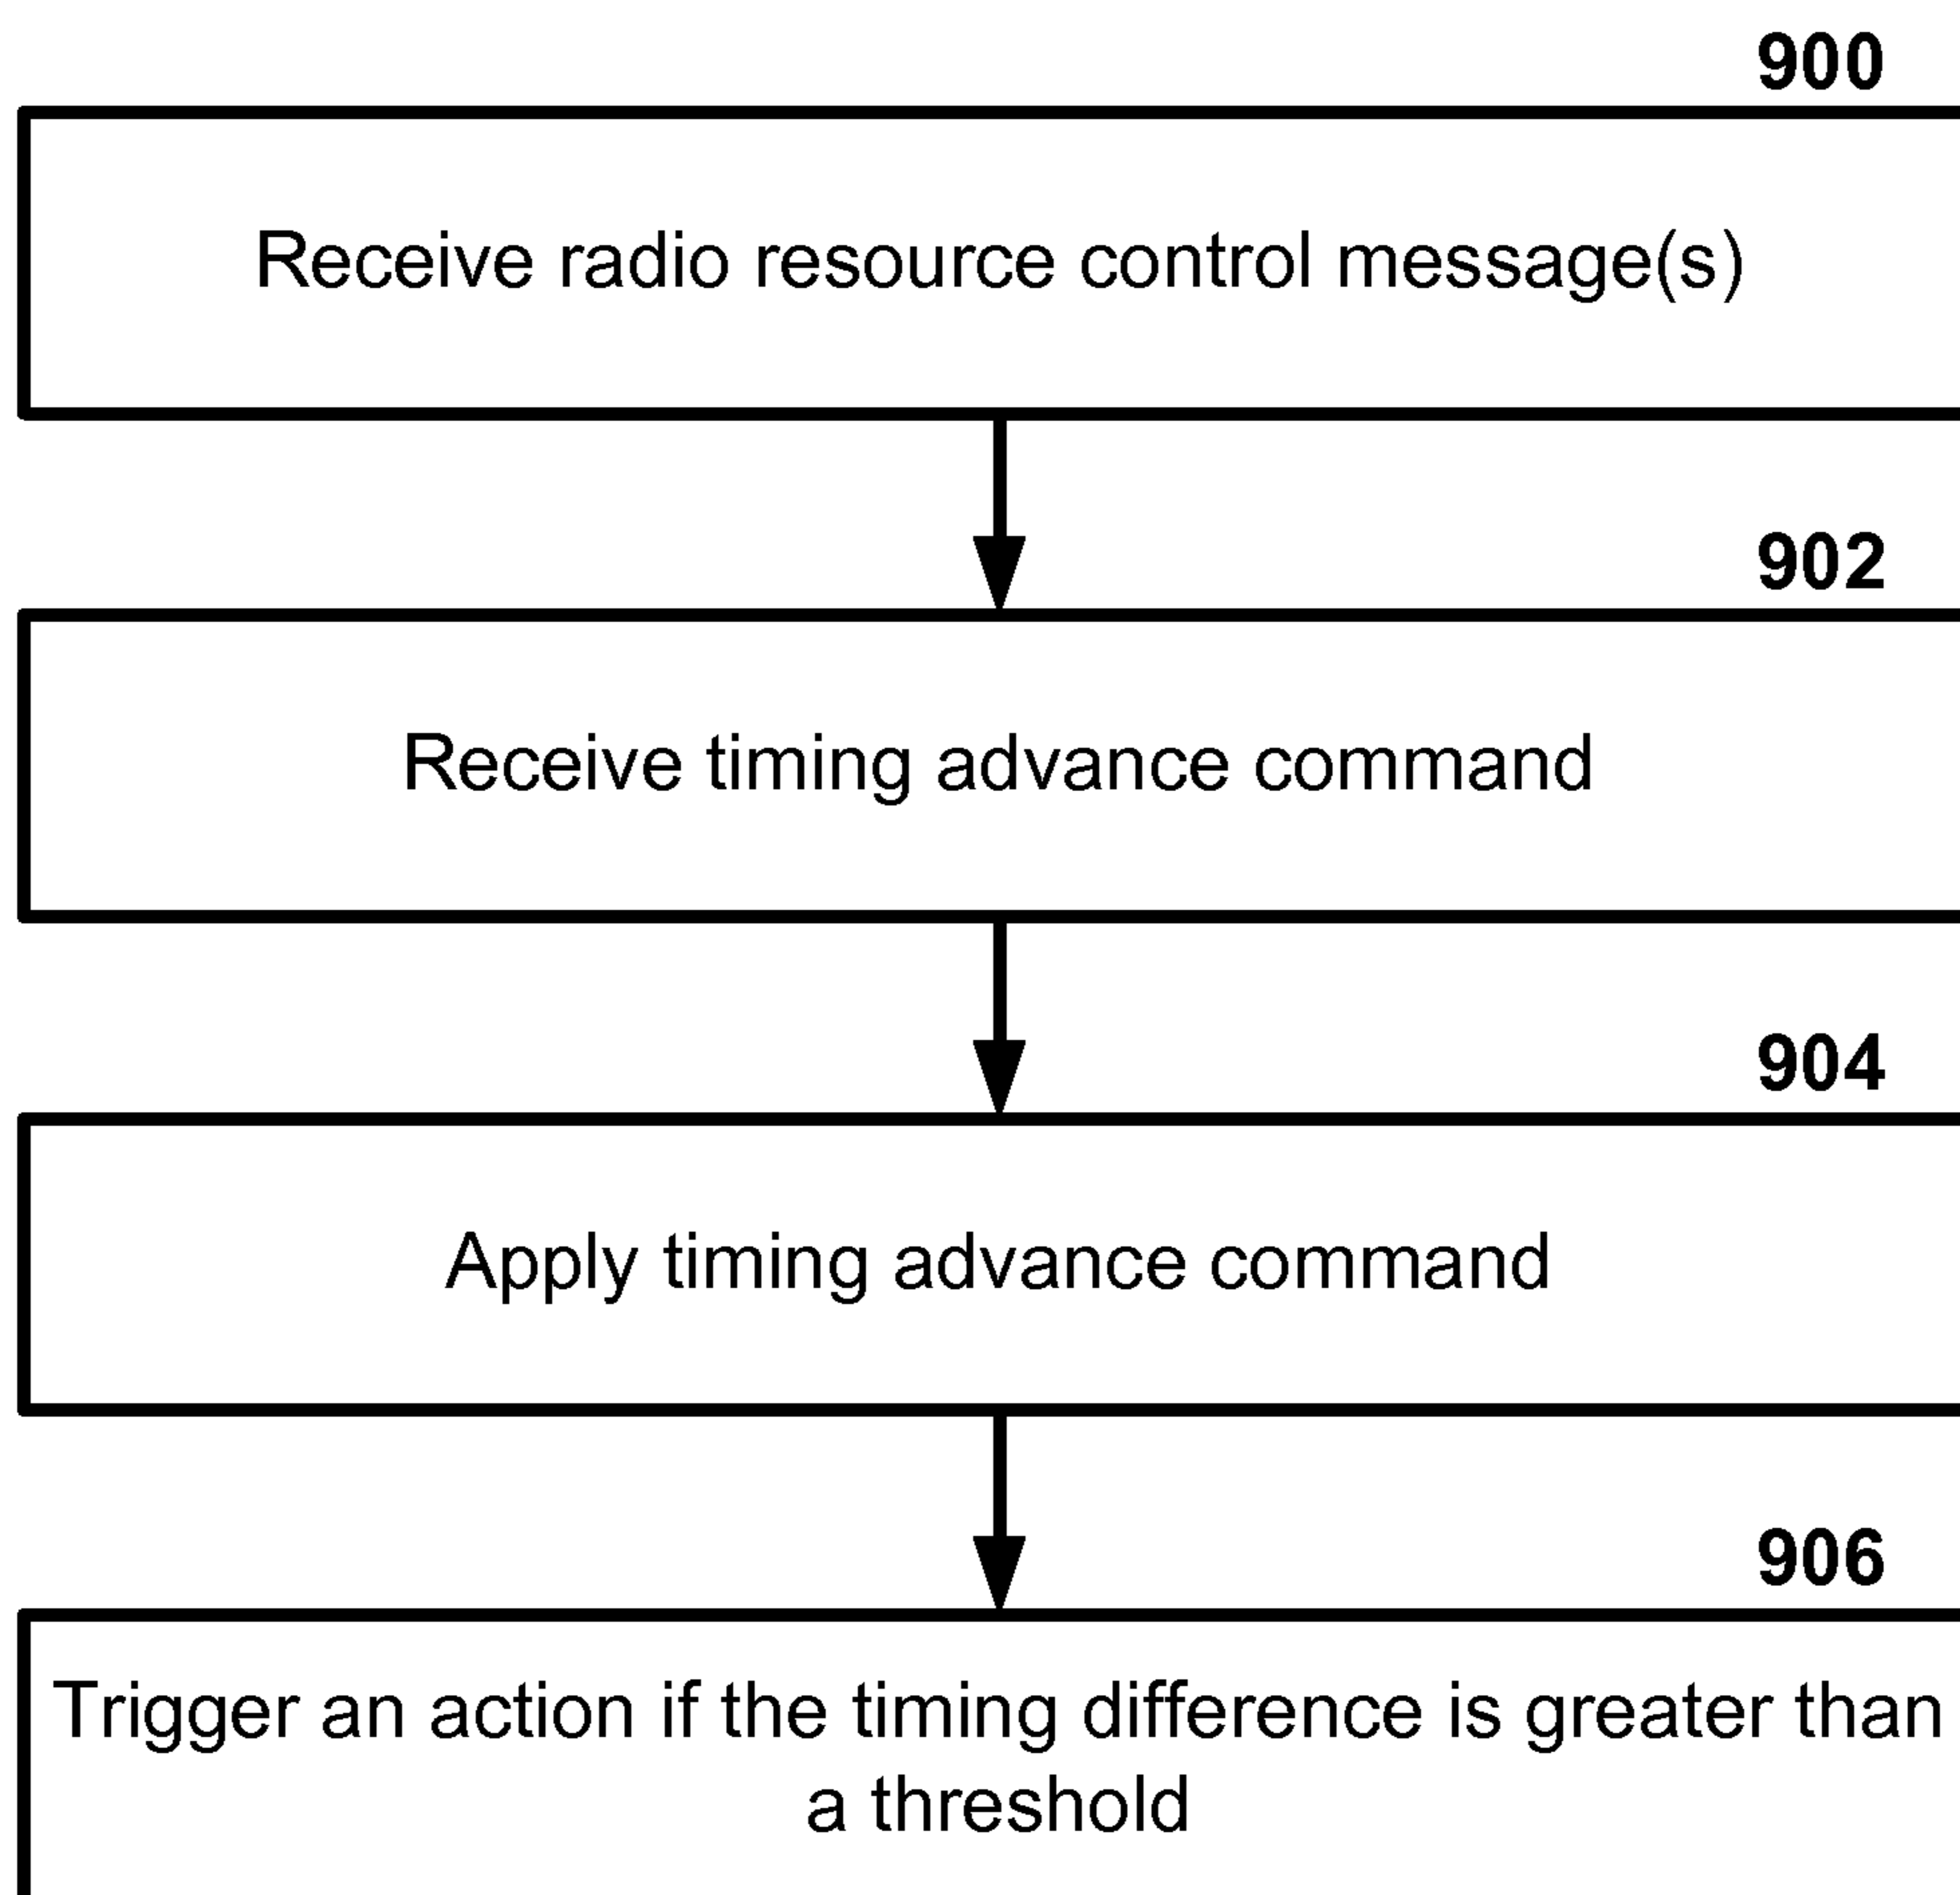 900
Receive radio resource control message(s)
902
Receive timing advance command
904
Apply timing advance command
906
Trigger an action if the timing difference is greater than
a threshold